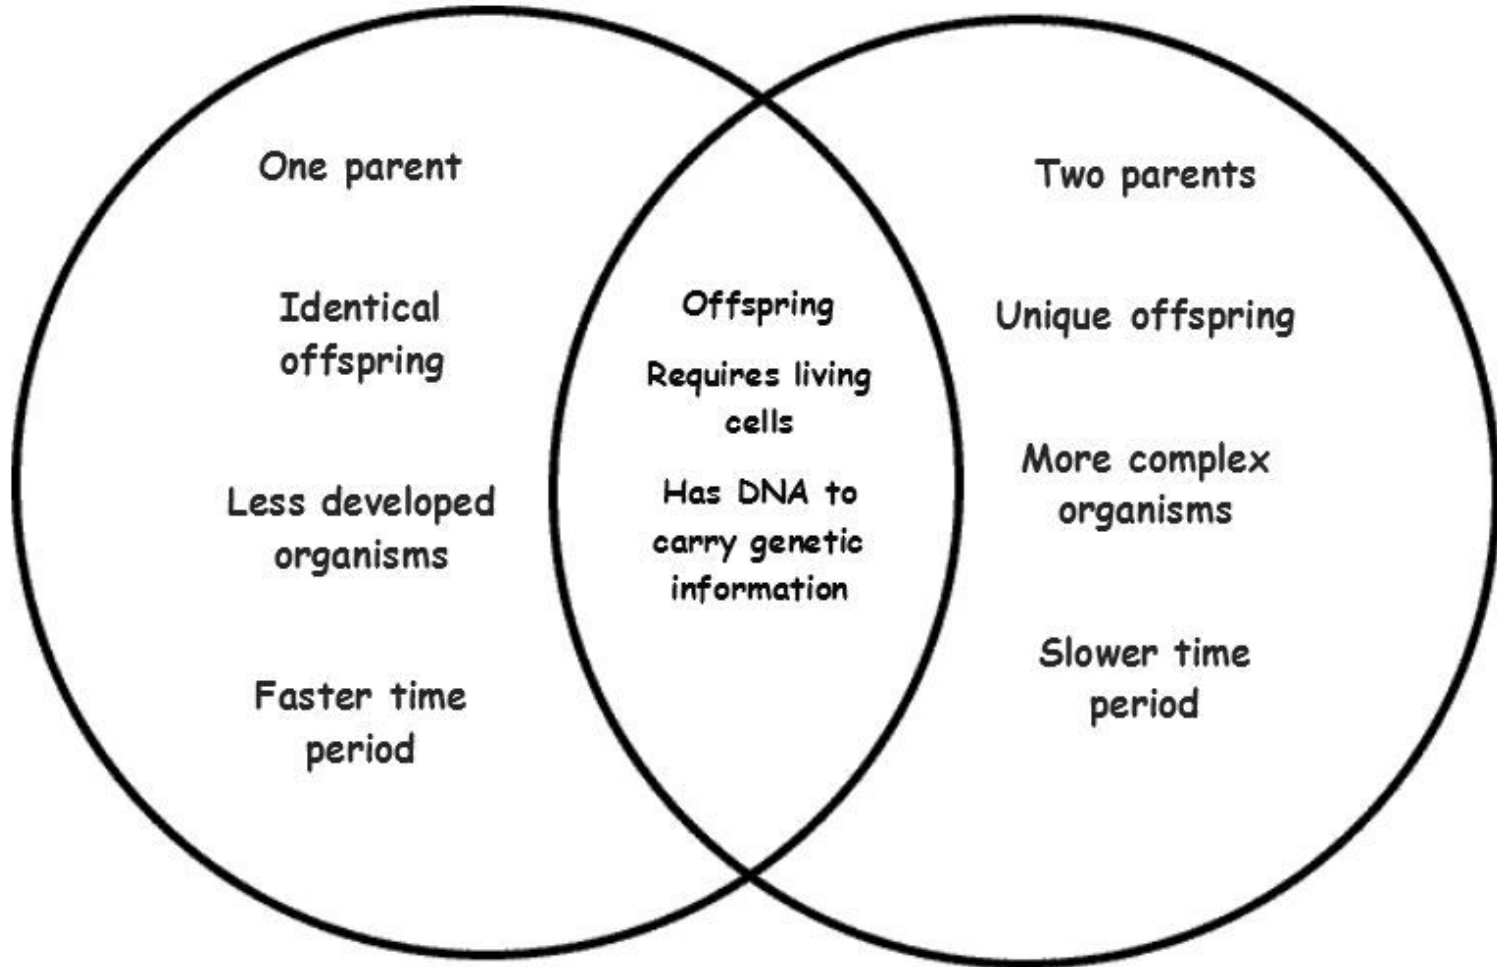 One parent
Identical
offspring
Less developed
organisms
Faster time
period
Offspring
Requires living
cells
Has DNA to
carry genetic
information
Two parents
Unique offspring
More complex
organisms
Slower time
period